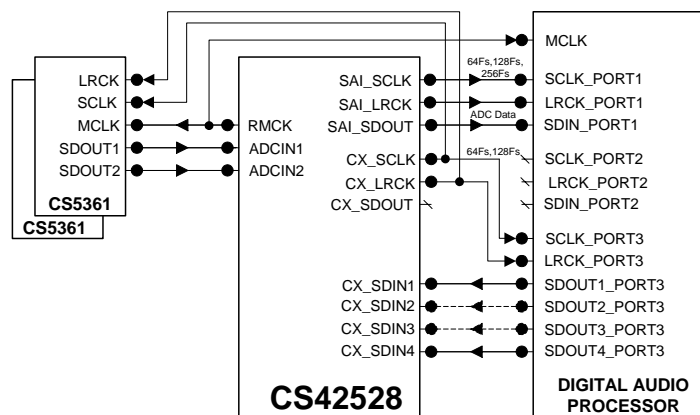 LRCK
SCLK
MCLK
SDOUT1
SDOUT2
CS5361
CS5361
RMCK
ADCIN1
ADCIN2
SAI_SCLK
SAI_LRCK
SAI_SDOUT
CX_SCLK
CX_LRCK
CX_SDOUT
CX_SDIN1
CX_SDIN2
CX_SDIN3
CX_SDIN4
CS42528
64Fs,128Fs,
256Fs
ADC Data
64Fs,128Fs
MCLK
SCLK_PORT1
LRCK_PORT1
SDIN_PORT1
SCLK_PORT2
LRCK_PORT2
SDIN_PORT2
SCLK_PORT3
LRCK_PORT3
SDOUT1_PORT3
SDOUT2_PORT3
SDOUT3_PORT3
SDOUT4_PORT3
DIGITAL AUDIO
PROCESSOR